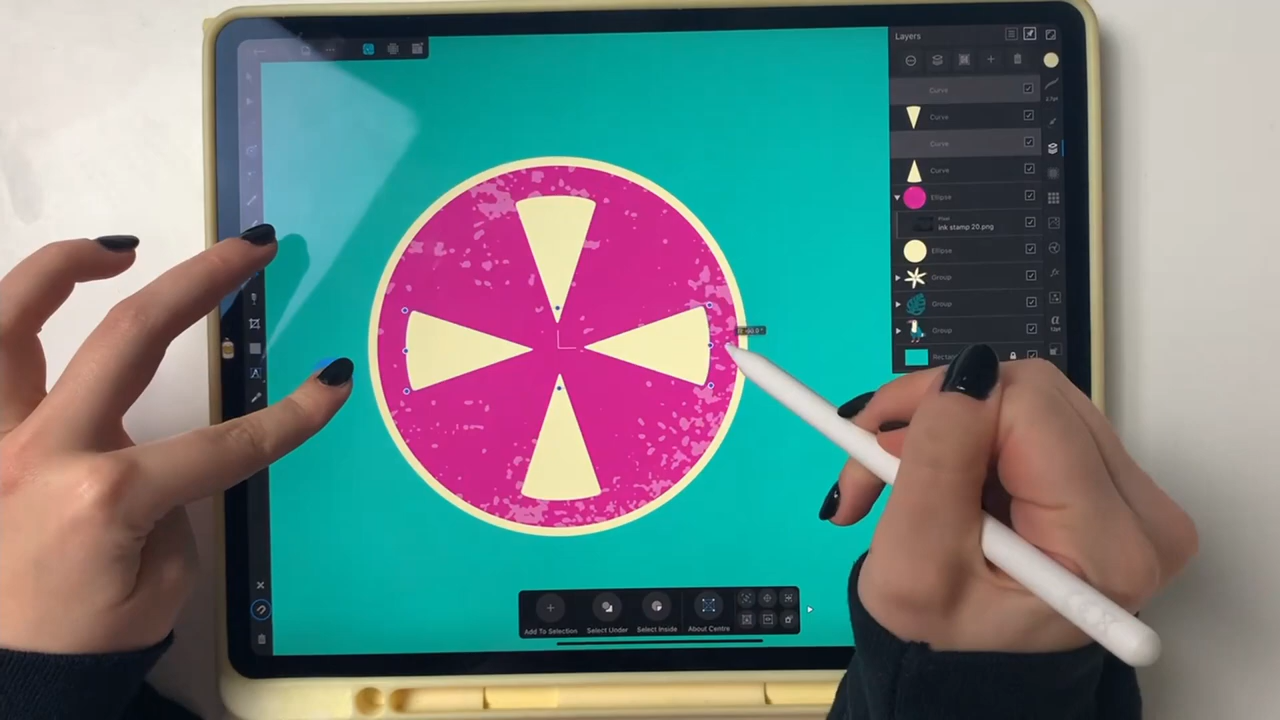 Layers
Curve
Curve
Curve
Curve
Ellipse
Pixel
ink stamp 20.png
Ellipse
Group
Group
Group
Add To Selection
Select Under
Select Inside
About Centre